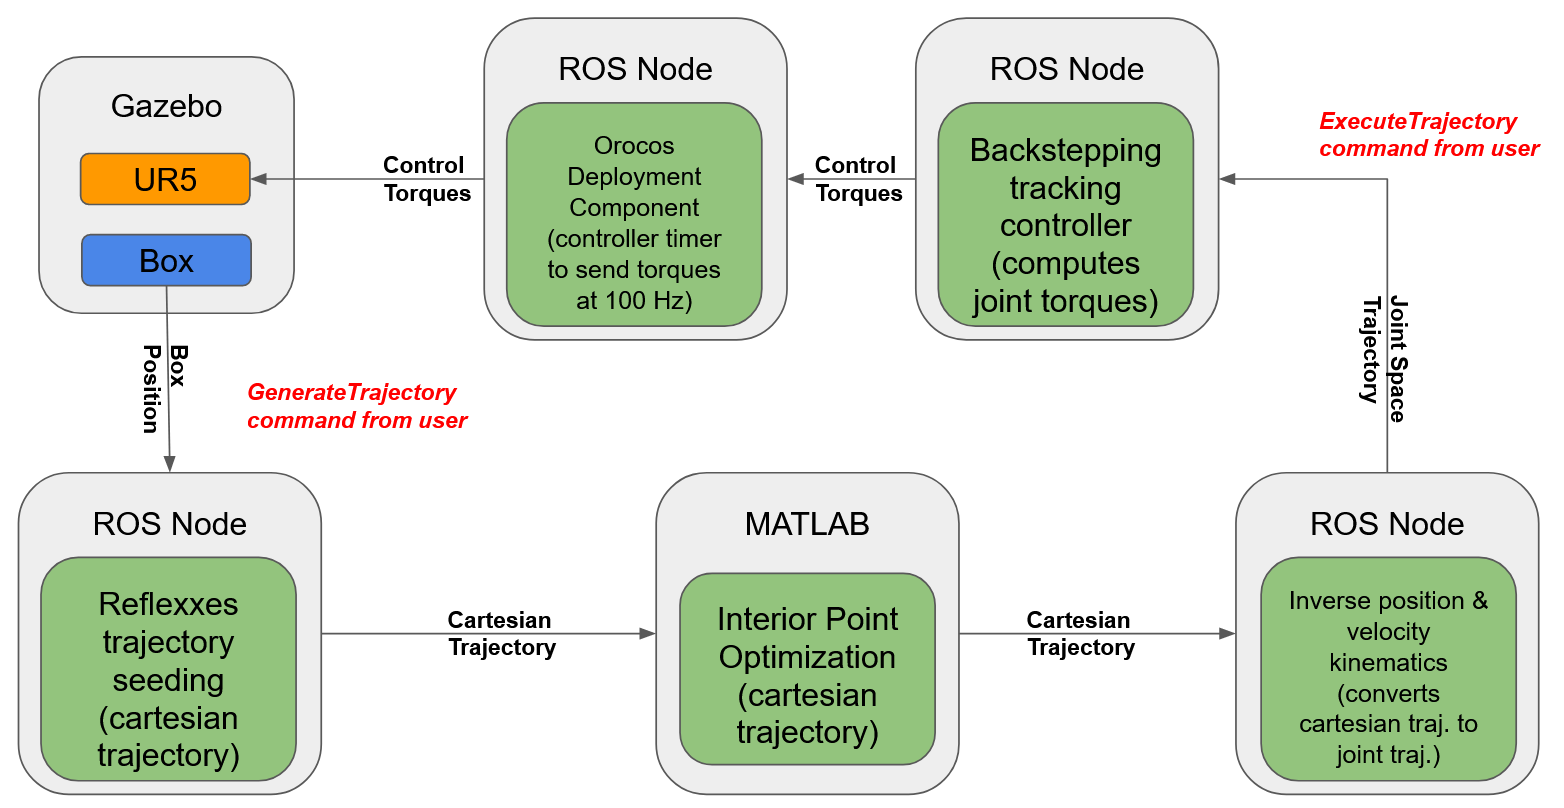 Gazebo
UR5
Box
Control
Torques
ROS Node
Orocos
Deployment
Component
(controller timer
to send torques
at 100 Hz)
Control
Torques
ROS Node
Backstepping
tracking
controller
(computes
joint torques)
ExecuteTrajectory
command from user
Joint Space
Trajectory
Box
Position
GenerateTrajectory
command from user
ROS Node
Reflexxes
trajectory
seeding
(cartesian
trajectory)
Cartesian
Trajectory
MATLAB
Interior Point
Optimization
(cartesian
trajectory)
Cartesian
Trajectory
ROS Node
Inverse position &
velocity
kinematics
(converts
cartesian traj. to
joint traj.)